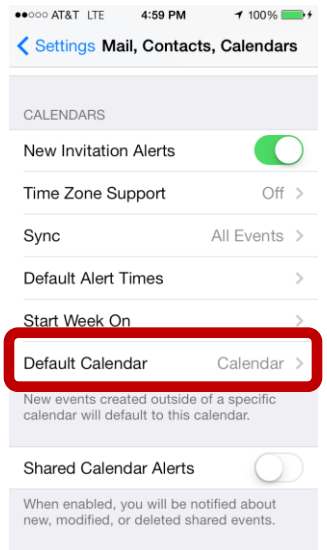 AT&T LTE 4:59 PM 100%
Settings Mail, Contacts, Calendars
CALENDARS
New Invitation Alerts
Time Zone Support Off
Sync All Events
Default Alert Times
Start Week On
Default Calendar Calendar
New events created outside of a specific
calendar will default to this calendar.
Shared Calendar Alerts
When enabled, you will be notified about
new, modified, or deleted shared events.